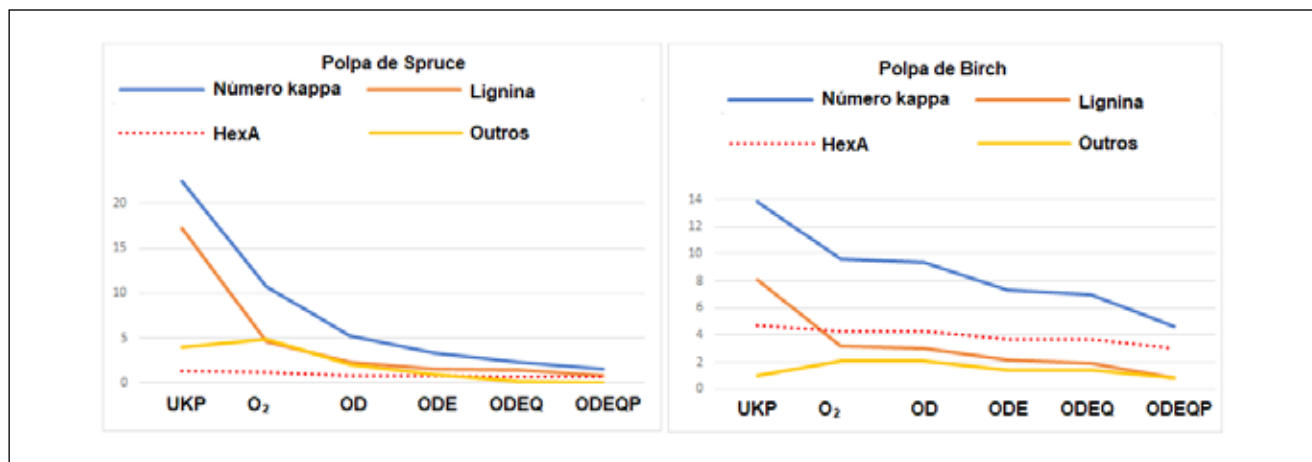 Polpa de Spruce
Número kappa Lignina
HexA Outros
20
15
10
5
0
UKP O₂ OD ODE ODEQ ODEQP
Polpa de Birch
Número kappa Lignina
HexA Outros
14
12
10
8
6
4
2
0
UKP O₂ OD ODE ODEQ ODEQP